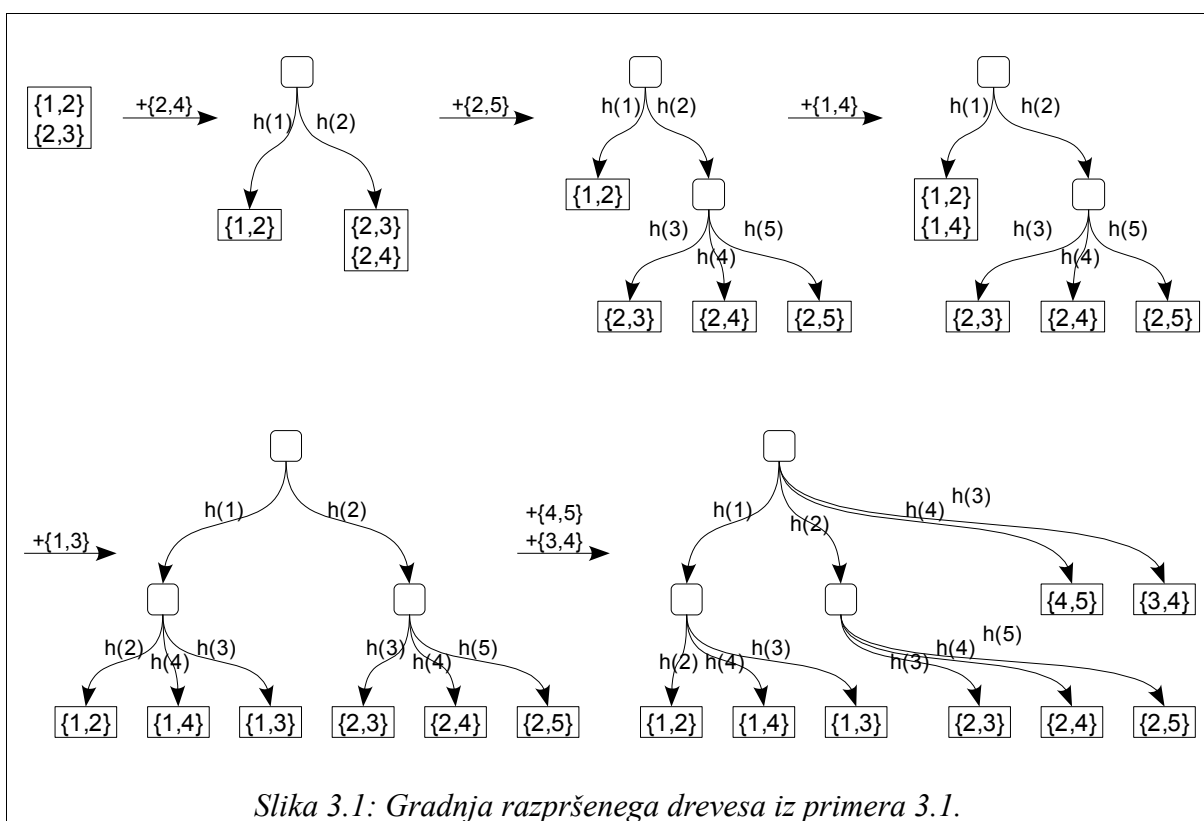 {1,2}
{2,3}
+{2,4}
h(1)
h(2)
{1,2}
{2,3}
{2,4}
+{2,5}
h(1)
h(2)
{1,2}
h(3)
h(4)
h(5)
{2,3}
{2,4}
{2,5}
+{1,4}
h(1)
h(2)
{1,2}
{1,4}
h(3)
h(4)
h(5)
{2,3}
{2,4}
{2,5}
+{1,3}
h(1)
h(2)
h(2)
h(4)
h(3)
h(3)
h(4)
h(5)
{1,2}
{1,4}
{1,3}
{2,3}
{2,4}
{2,5}
+{4,5}
+{3,4}
h(1)
h(2)
h(4)
h(3)
{4,5}
{3,4}
h(2)
h(4)
h(3)
h(3)
h(4)
h(5)
{1,2}
{1,4}
{1,3}
{2,3}
{2,4}
{2,5}
Slika 3.1: Gradnja razpršenega drevesa iz primera 3.1.